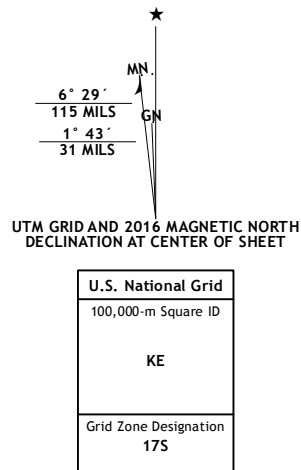 ★
MN.
GN
6° 29´
115 MILS
1° 43´
31 MILS
UTM GRID AND 2016 MAGNETIC NORTH
DECLINATION AT CENTER OF SHEET
U.S. National Grid
100,000-m Square ID
KE
Grid Zone Designation
17S